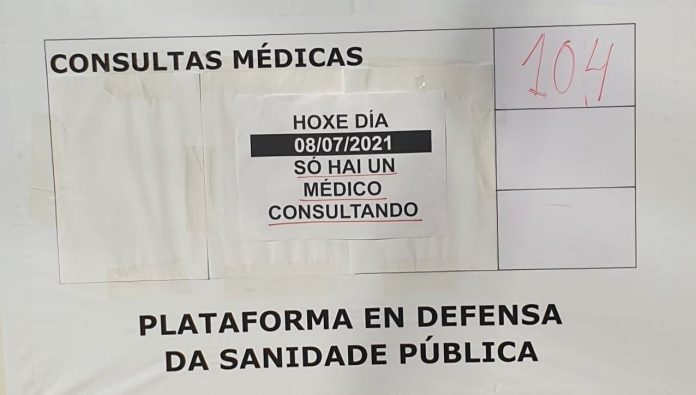 CONSULTAS MÉDICAS
104
HOXE DÍA
08/07/2021
SÓ HAI UN
MÉDICO
CONSULTANDO
PLATAFORMA EN DEFENSA
DA SANIDADE PÚBLICA